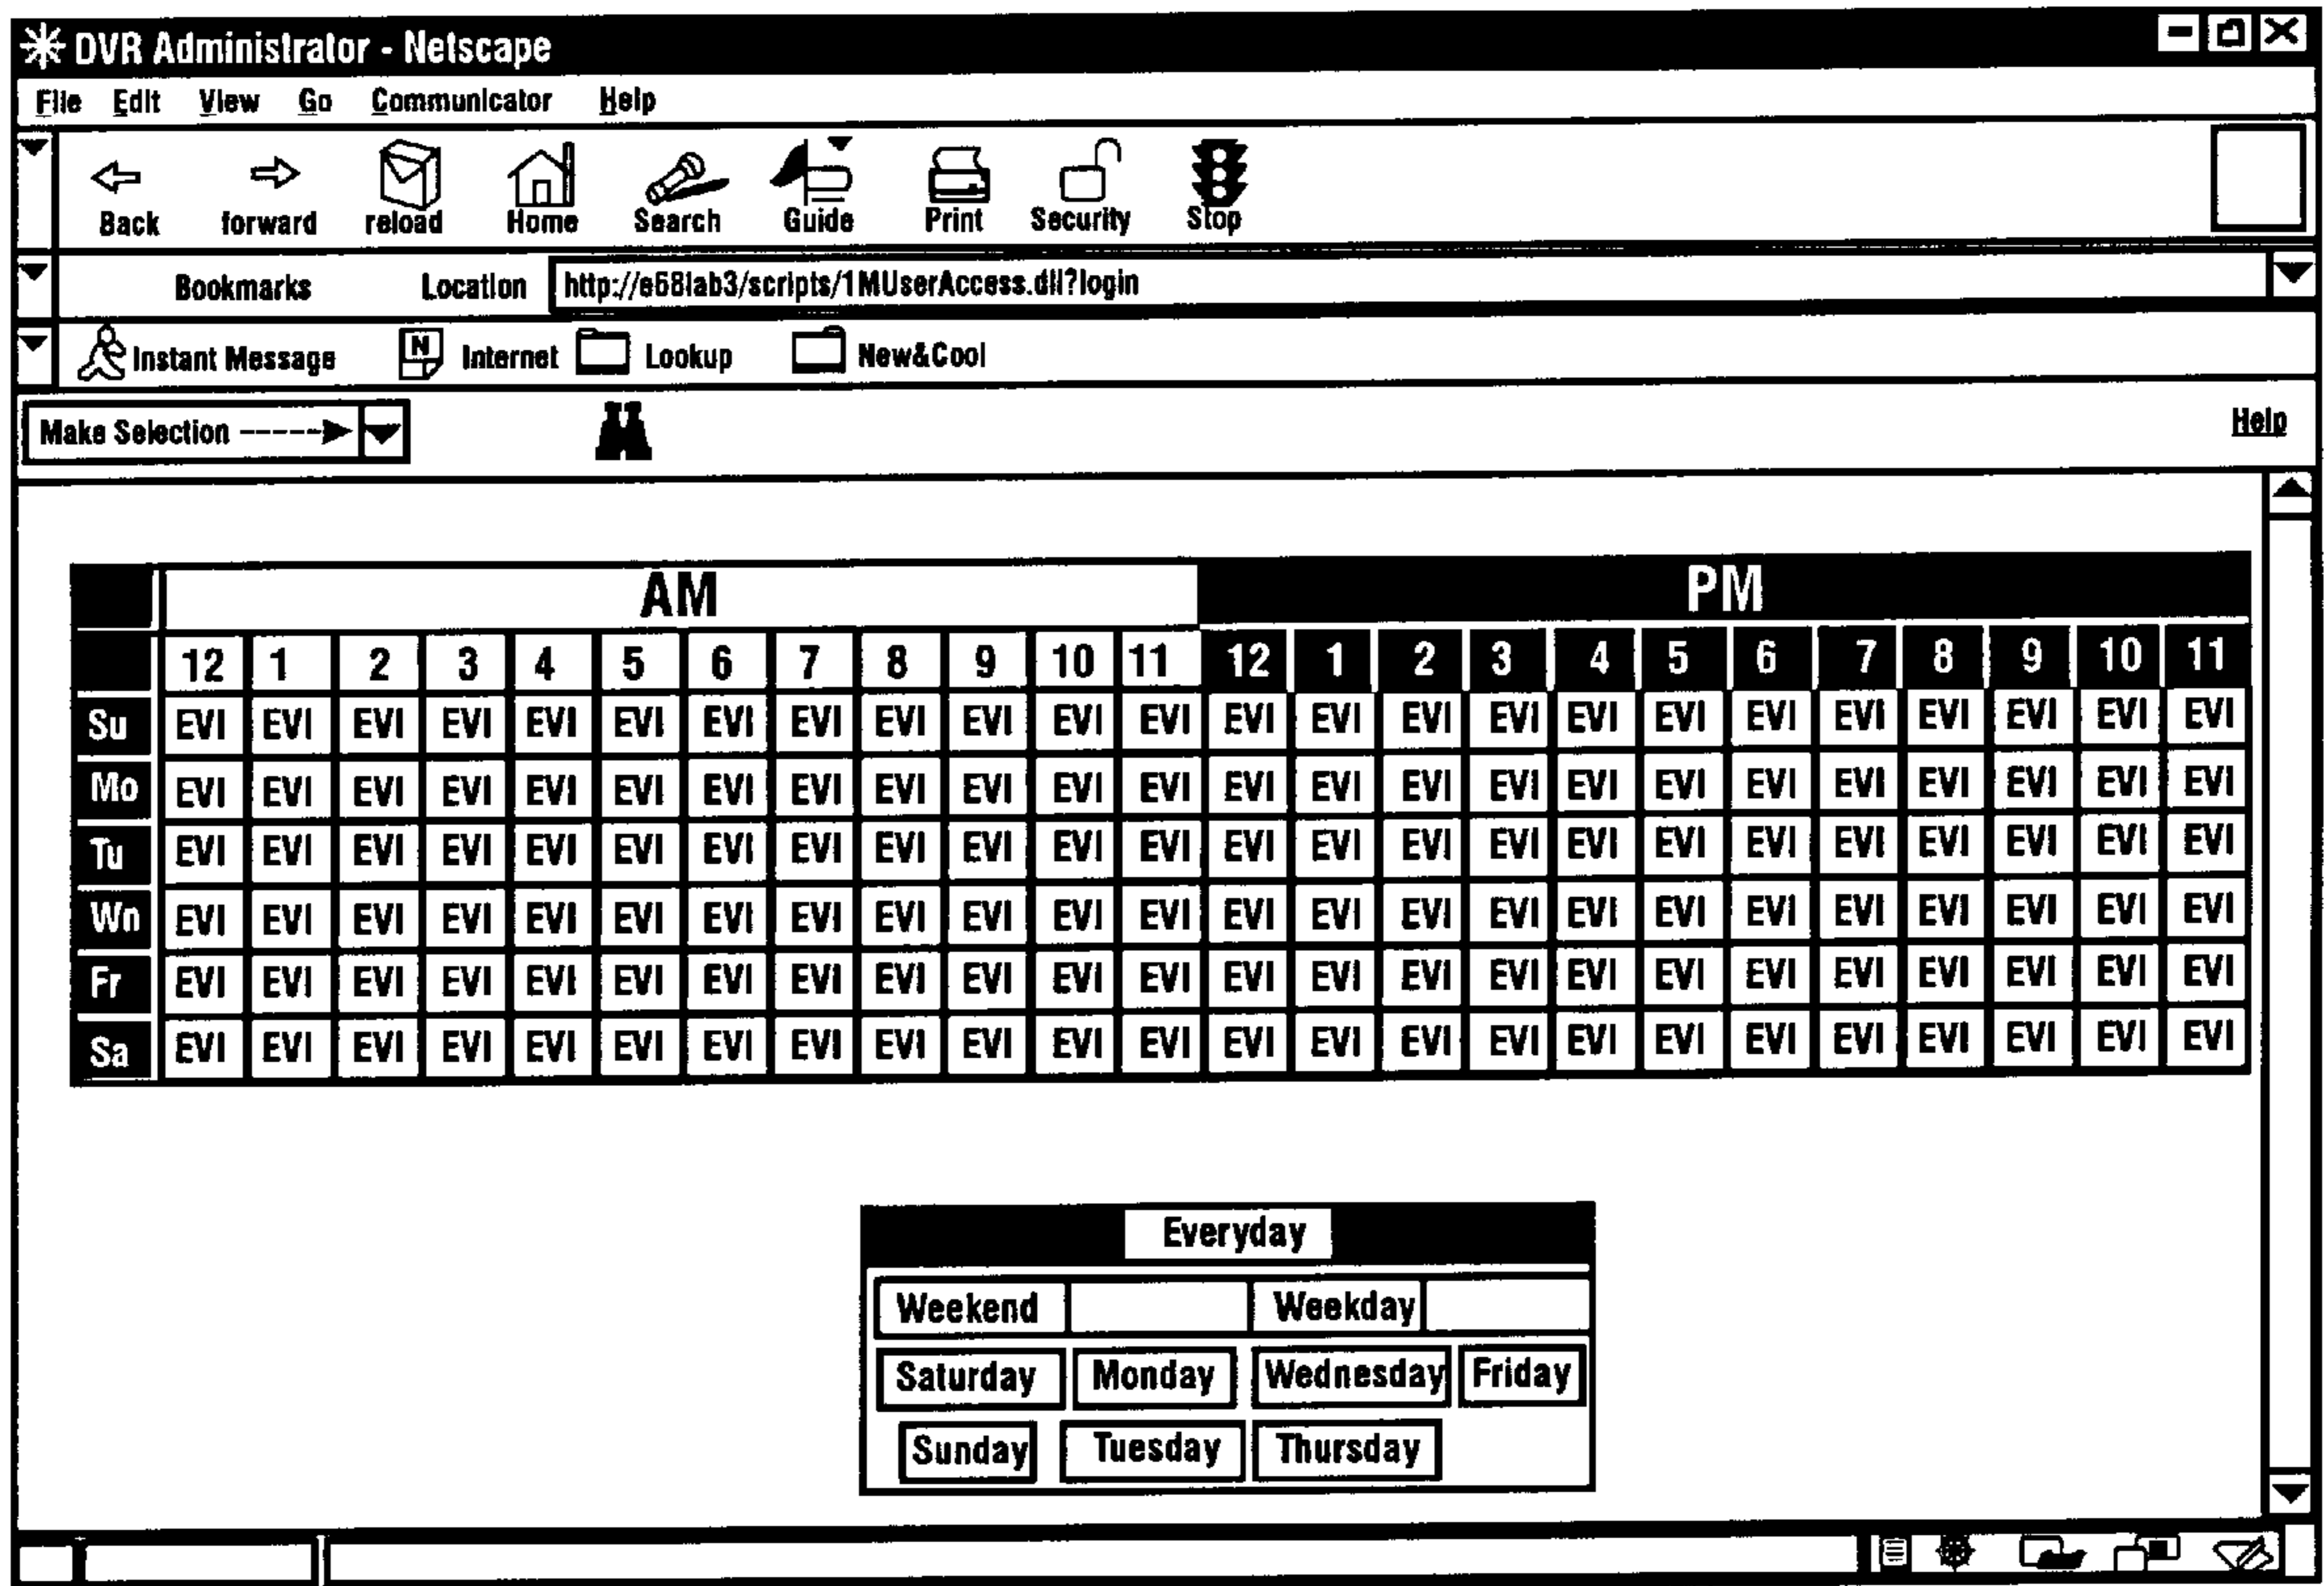 DVR Administrator - Netscape
File Edit View Go Communicator Help
Back forward reload Home Search Guide Print Security Stop
Bookmarks Location http://e68lab3/scripts/1MUserAccess.dll?login
Instant Message N Internet Lookup New&Cool
Make Selection -----> Help
AM PM
12 1 2 3 4 5 6 7 8 9 10 11 12 1 2 3 4 5 6 7 8 9 10 11
Su EVI EVI EVI EVI EVI EVI EVI EVI EVI EVI EVI EVI EVI EVI EVI EVI EVI EVI EVI EVI EVI EVI EVI EVI
Mo EVI EVI EVI EVI EVI EVI EVI EVI EVI EVI EVI EVI EVI EVI EVI EVI EVI EVI EVI EVI EVI EVI EVI EVI
Tu EVI EVI EVI EVI EVI EVI EVI EVI EVI EVI EVI EVI EVI EVI EVI EVI EVI EVI EVI EVI EVI EVI EVI EVI
Wn EVI EVI EVI EVI EVI EVI EVI EVI EVI EVI EVI EVI EVI EVI EVI EVI EVI EVI EVI EVI EVI EVI EVI EVI
Fr EVI EVI EVI EVI EVI EVI EVI EVI EVI EVI EVI EVI EVI EVI EVI EVI EVI EVI EVI EVI EVI EVI EVI EVI
Sa EVI EVI EVI EVI EVI EVI EVI EVI EVI EVI EVI EVI EVI EVI EVI EVI EVI EVI EVI EVI EVI EVI EVI EVI
Everyday
Weekend Weekday
Saturday Monday Wednesday Friday
Sunday Tuesday Thursday